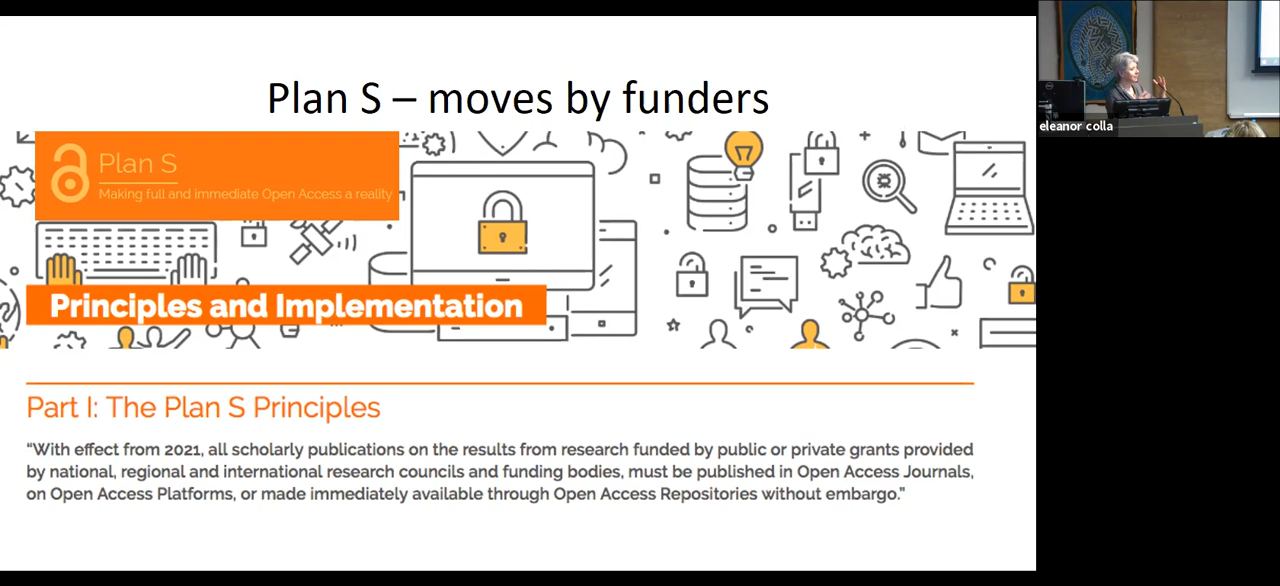 Plan S – moves by funders
Plan S
Making full and immediate Open Access a reality
Principles and Implementation
Part I: The Plan S Principles
“With effect from 2021, all scholarly publications on the results from research funded by public or private grants provided
by national, regional and international research councils and funding bodies, must be published in Open Access Journals,
on Open Access Platforms, or made immediately available through Open Access Repositories without embargo.”
eleanor colla